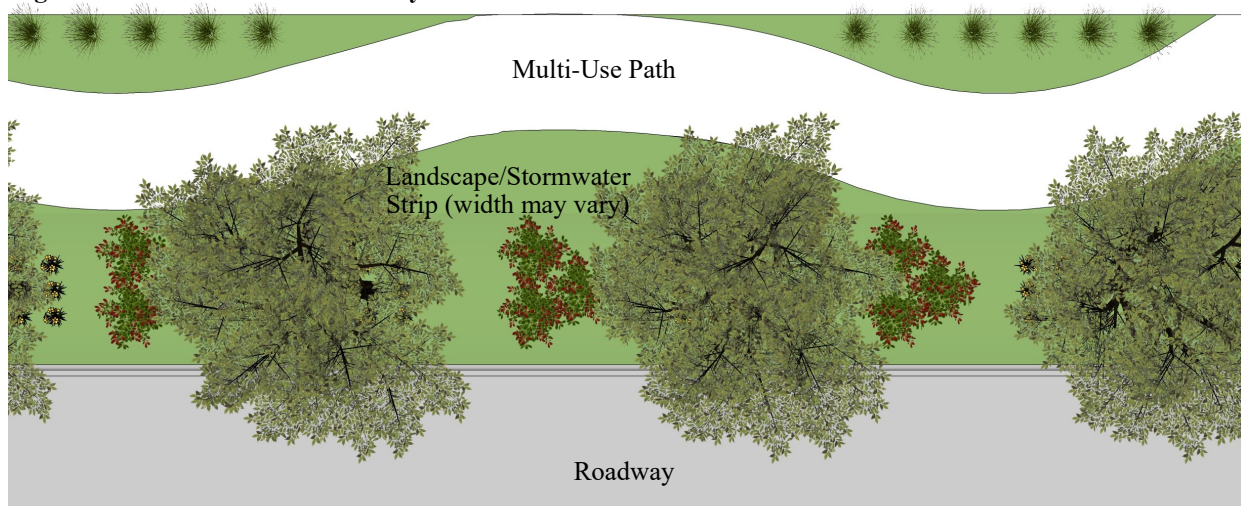 Multi-Use Path
Landscape/Stormwater
Strip (width may vary)
Roadway